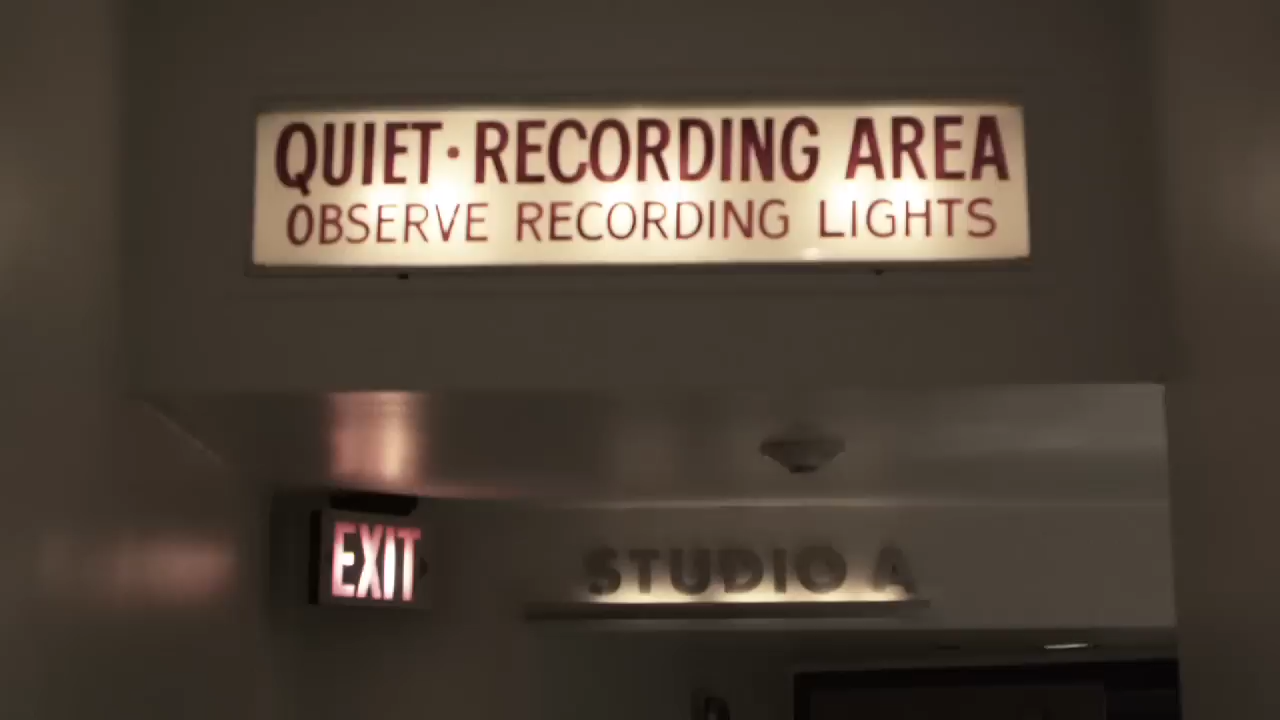 QUIET · RECORDING AREA
OBSERVE RECORDING LIGHTS
EXIT
STUDIO A